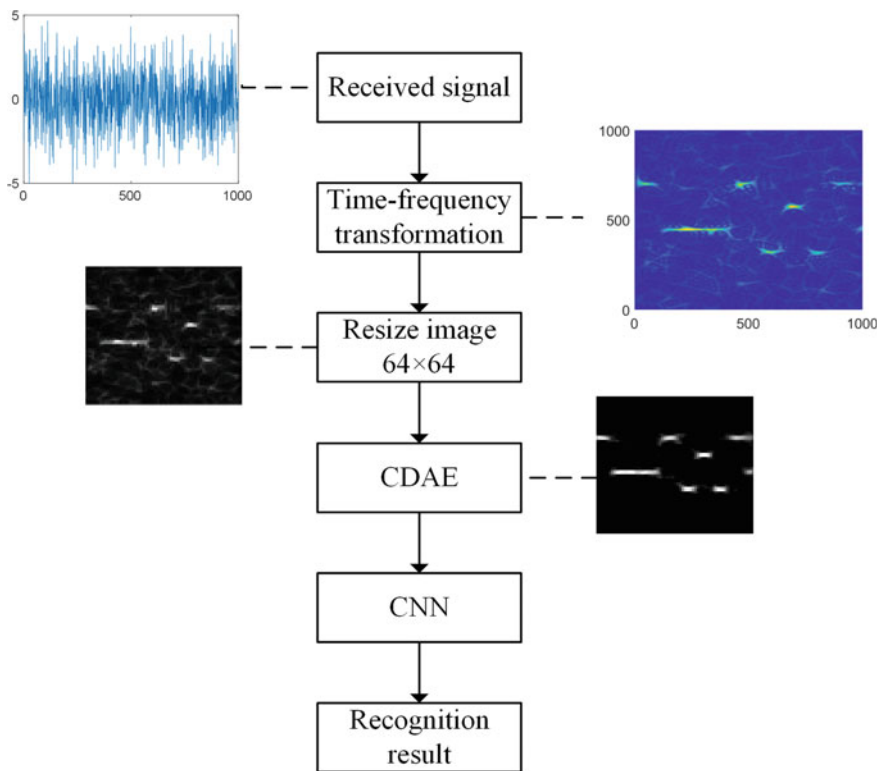 5
0
-5
0
500
1000
Received signal
1000
500
0
0
500
1000
Time-frequency
transformation
Resize image
64×64
CDAE
CNN
Recognition
result